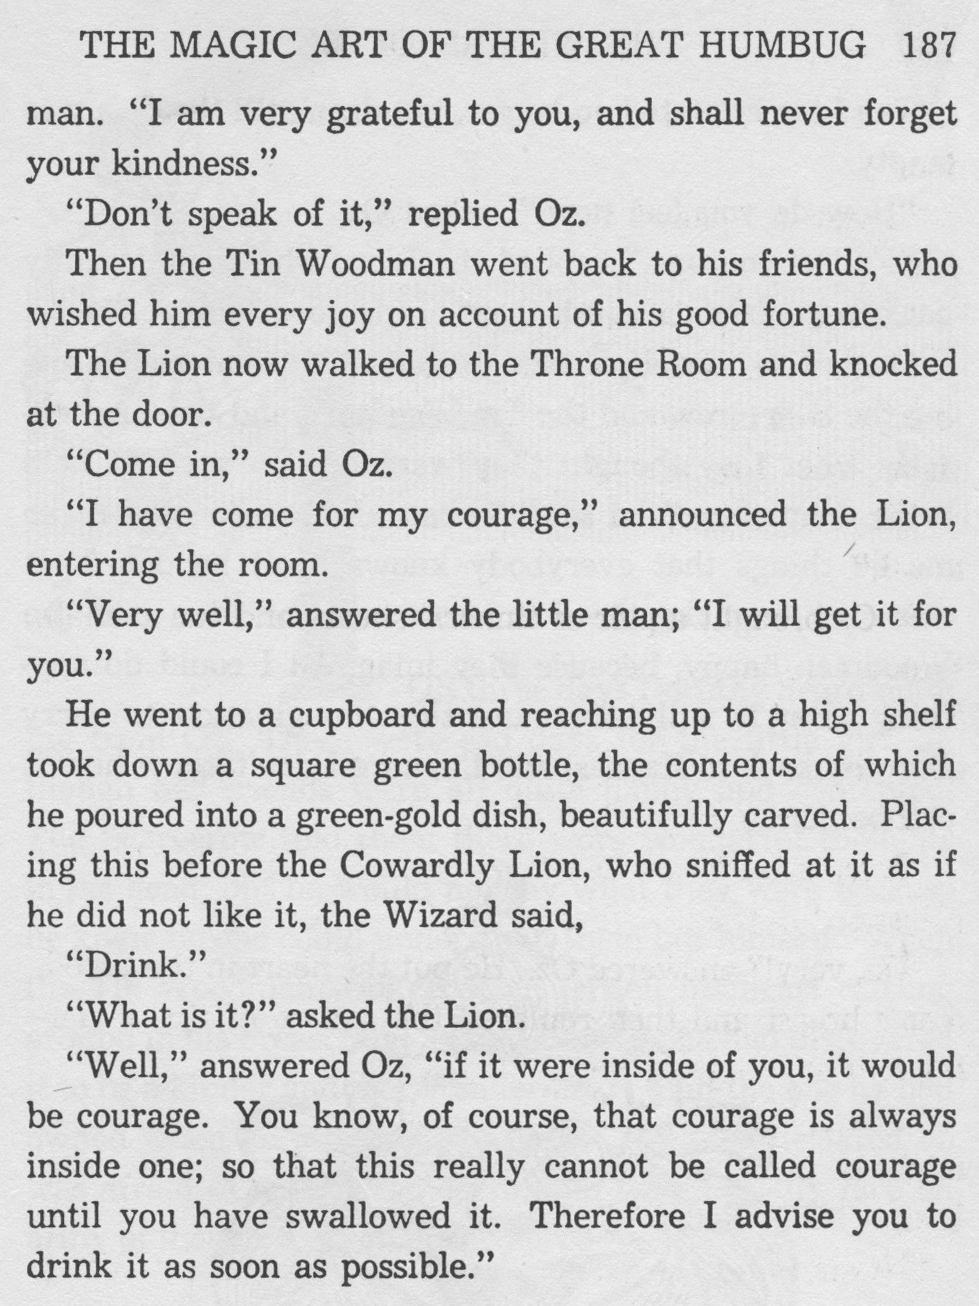 THE MAGIC ART OF THE GREAT HUMBUG 187
man. “I am very grateful to you, and shall never forget
your kindness.”
“Don't speak of it,” replied Oz.
Then the Tin Woodman went back to his friends, who
wished him every joy on account of his good fortune.
The Lion now walked to the Throne Room and knocked
at the door.
“Come in,” said Oz.
“I have come for my courage,” announced the Lion,
entering the room.
“Very well,” answered the little man; “I will get it for
you.”
He went to a cupboard and reaching up to a high shelf
took down a square green bottle, the contents of which
he poured into a green-gold dish, beautifully carved. Plac-
ing this before the Cowardly Lion, who sniffed at it as if
he did not like it, the Wizard said,
“Drink.”
“What is it?” asked the Lion.
“Well,” answered Oz, “if it were inside of you, it would
be courage. You know, of course, that courage is always
inside one; so that this really cannot be called courage
until you have swallowed it. Therefore I advise you to
drink it as soon as possible.”